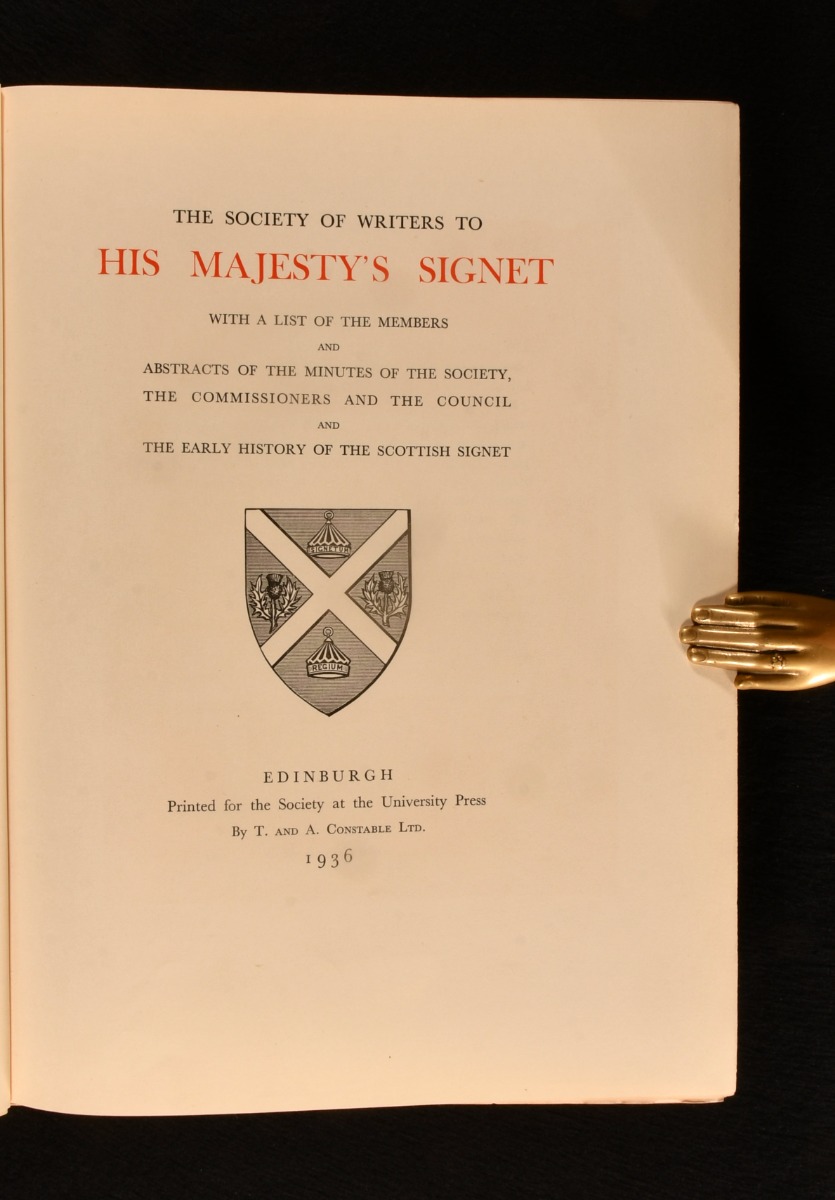 THE SOCIETY OF WRITERS TO
HIS MAJESTY'S SIGNET
WITH A LIST OF THE MEMBERS
AND
ABSTRACTS OF THE MINUTES OF THE SOCIETY,
THE COMMISSIONERS AND THE COUNCIL
AND
THE EARLY HISTORY OF THE SCOTTISH SIGNET
SIGNETUM
REGIUM
EDINBURGH
Printed for the Society at the University Press
By T. AND A. CONSTABLE LTD.
1936